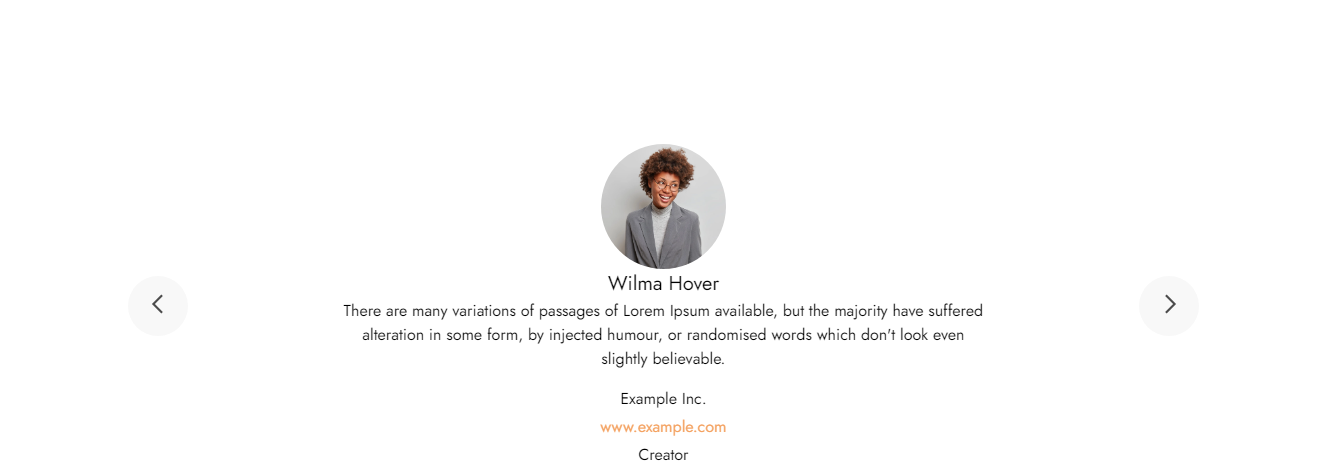 Wilma Hover
There are many variations of passages of Lorem Ipsum available, but the majority have suffered
alteration in some form, by injected humour, or randomised words which don't look even
slightly believable.
Example Inc.
www.example.com
Creator